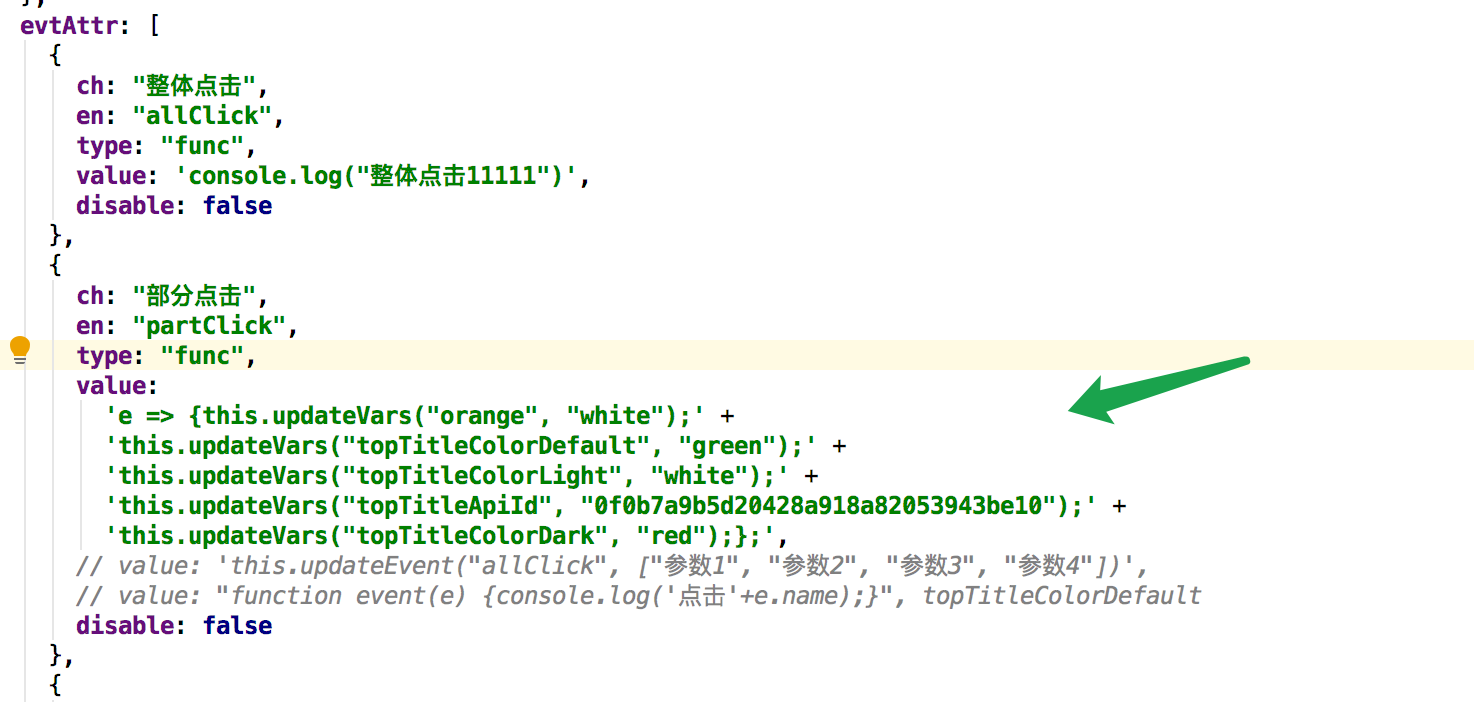 },
evtAttr: [
{
ch: "整体点击",
en: "allClick",
type: "func",
value: 'console.log("整体点击11111")',
disable: false
},
{
ch: "部分点击",
en: "partClick",
type: "func",
value:
'e => {this.updateVars("orange", "white");' +
'this.updateVars("topTitleColorDefault", "green");' +
'this.updateVars("topTitleColorLight", "white");' +
'this.updateVars("topTitleApiId", "0f0b7a9b5d20428a918a82053943be10");' +
'this.updateVars("topTitleColorDark", "red");};',
// value: 'this.updateEvent("allClick", ["参数1", "参数2", "参数3", "参数4"])',
// value: "function event(e) {console.log('点击'+e.name);}", topTitleColorDefault
disable: false
},
{